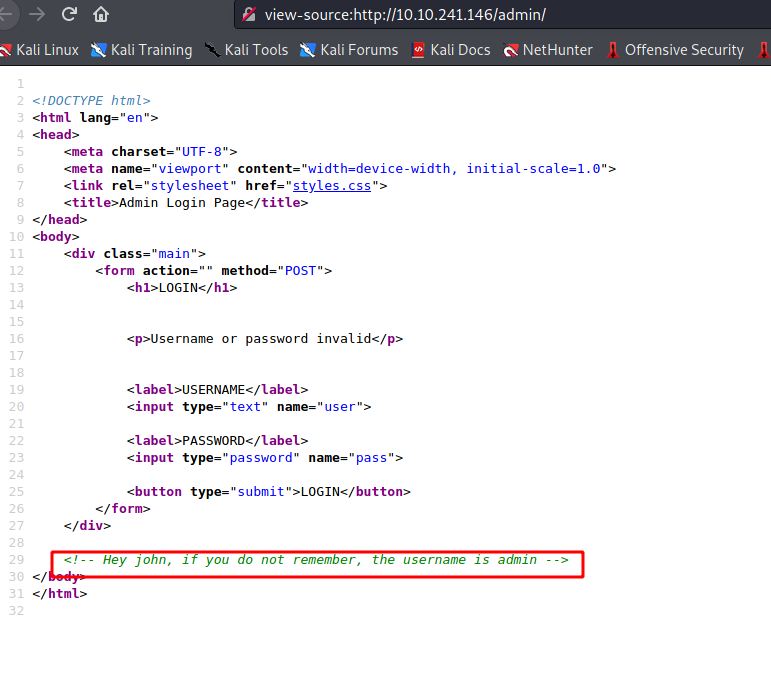 view-source:http://10.10.241.146/admin/
Kali Linux Kali Training Kali Tools Kali Forums Kali Docs NetHunter Offensive Security
1
2 <!DOCTYPE html>
3 <html lang="en">
4 <head>
5 <meta charset="UTF-8">
6 <meta name="viewport" content="width=device-width, initial-scale=1.0">
7 <link rel="stylesheet" href="styles.css">
8 <title>Admin Login Page</title>
9 </head>
10 <body>
11 <div class="main">
12 <form action="" method="POST">
13 <h1>LOGIN</h1>
14
15
16 <p>Username or password invalid</p>
17
18
19 <label>USERNAME</label>
20 <input type="text" name="user">
21
22 <label>PASSWORD</label>
23 <input type="password" name="pass">
24
25 <button type="submit">LOGIN</button>
26 </form>
27 </div>
28
29 <!-- Hey john, if you do not remember, the username is admin -->
30 </body>
31 </html>
32